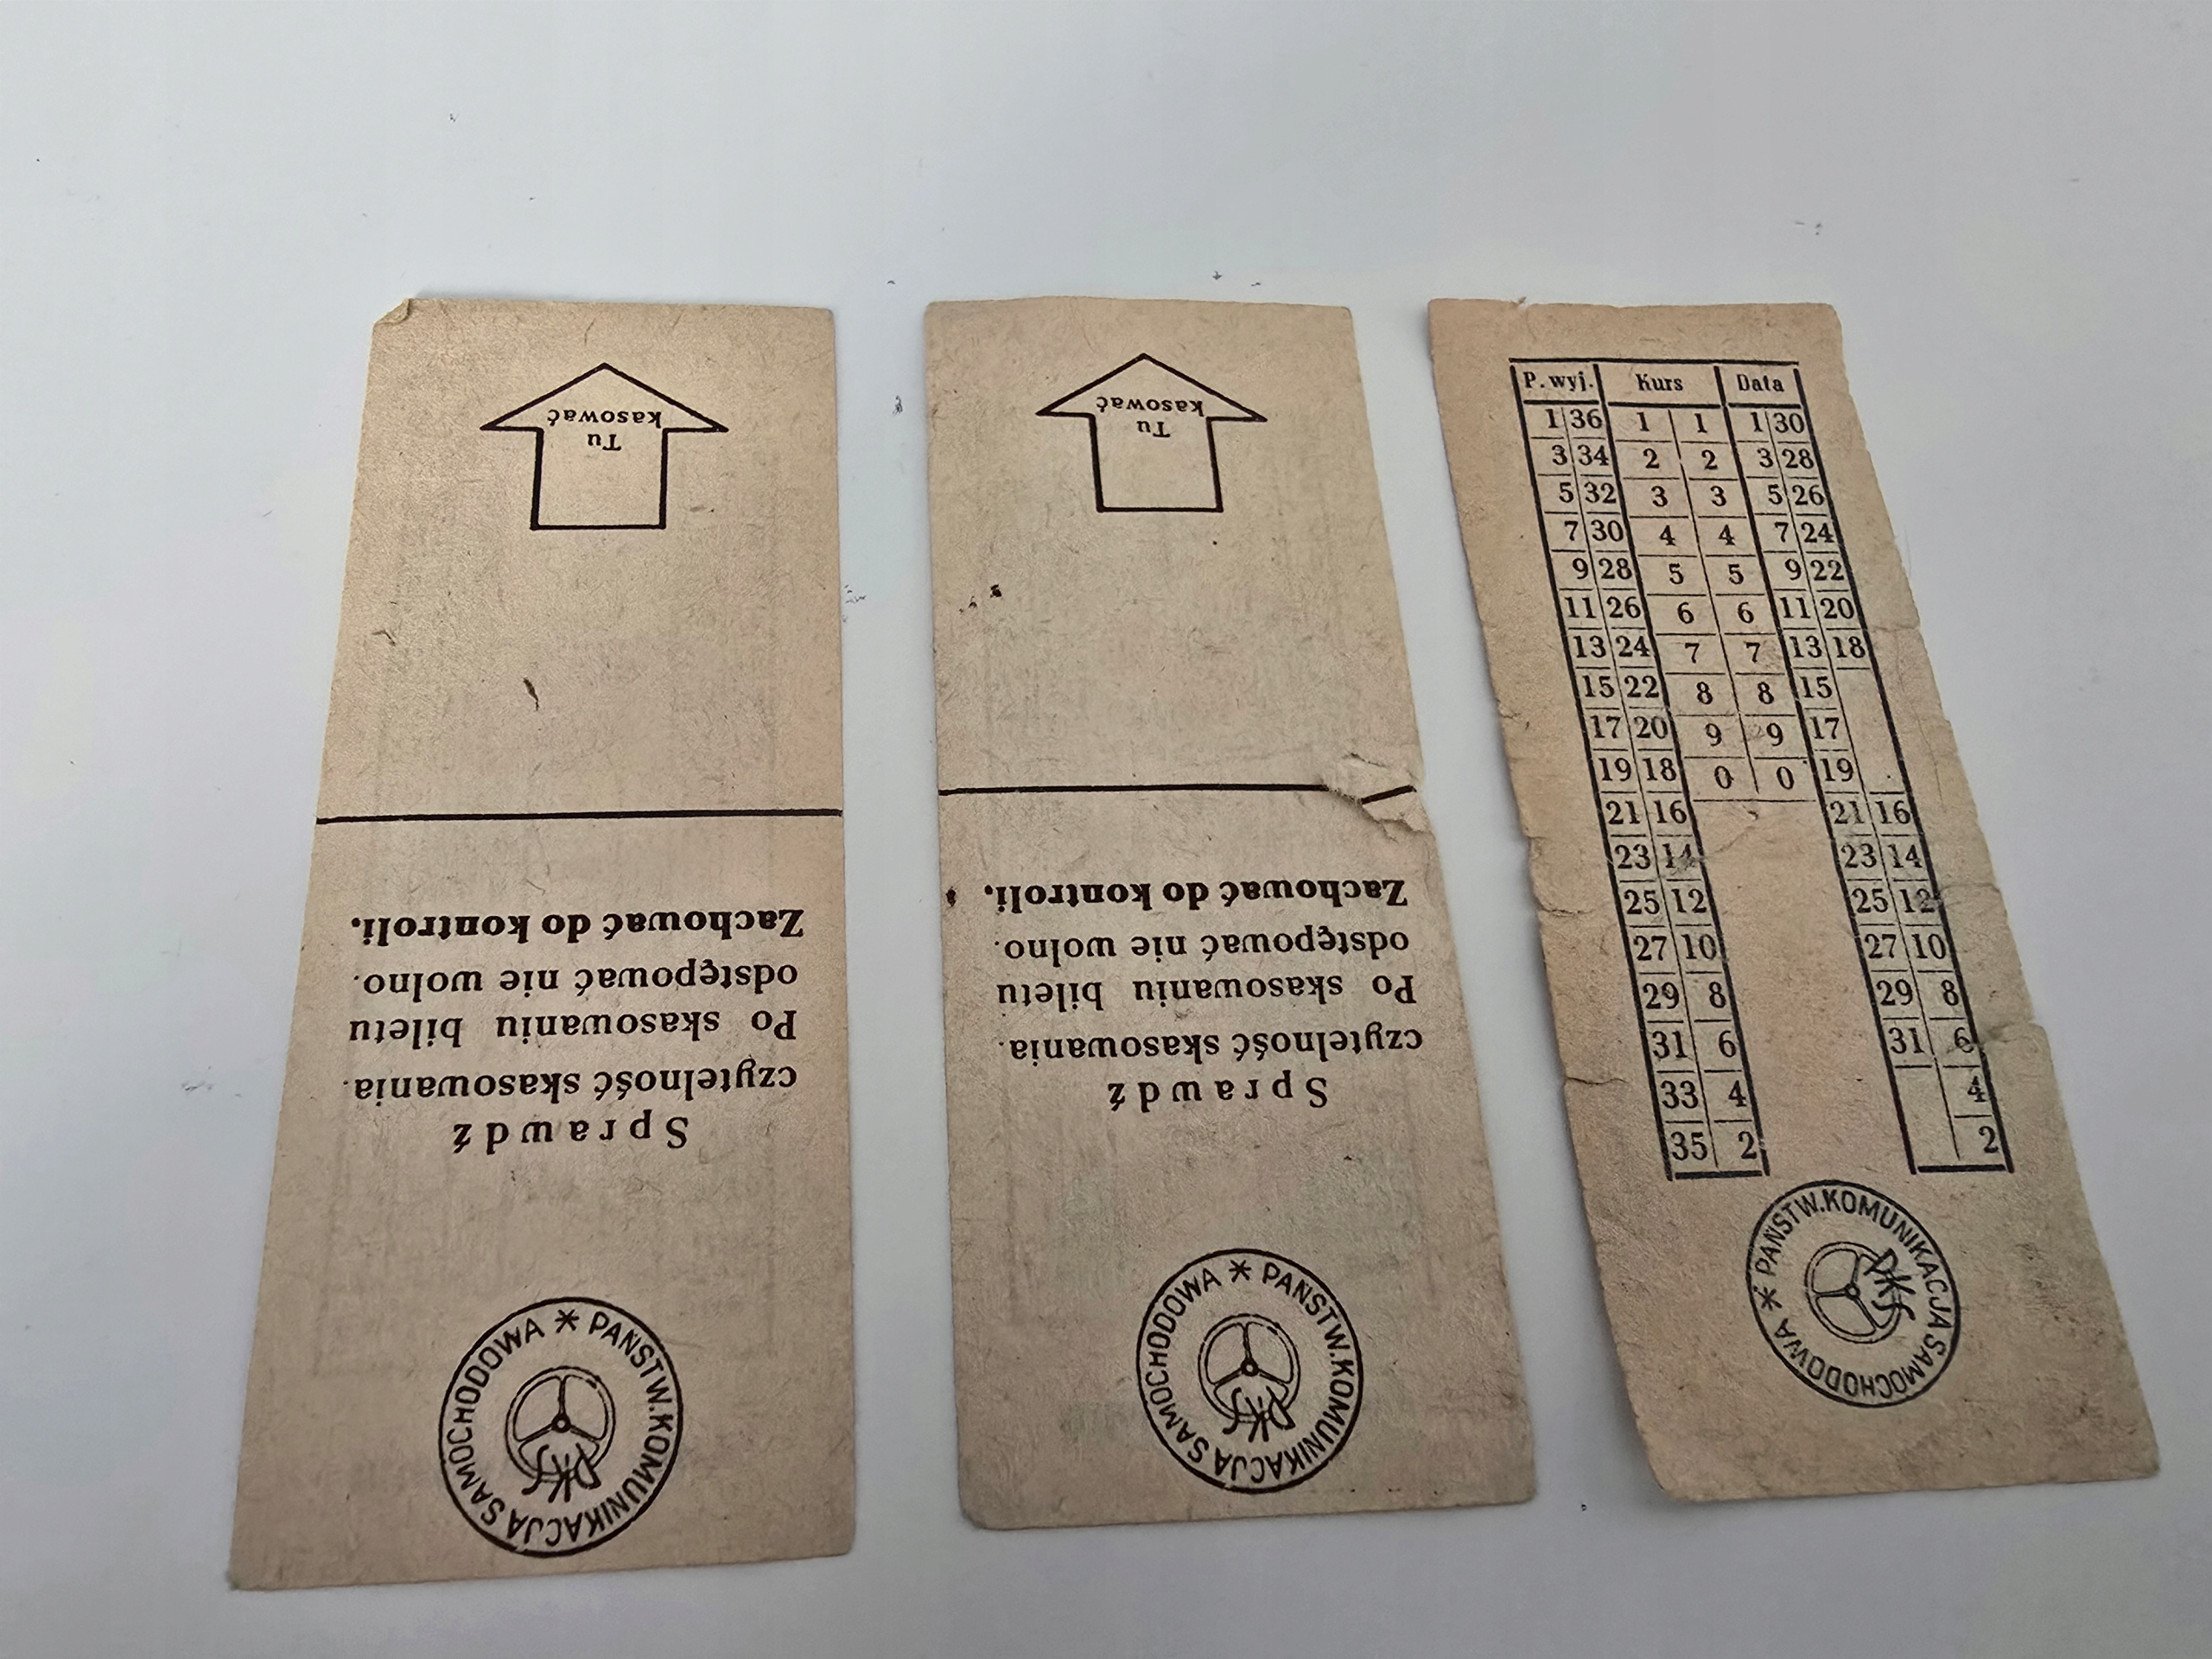 Tu
kasować
Zachować do kontroli.
odstępować nie wolno.
Po skasowaniu biletu
czytelność skasowania.
Sprawdź
PAŃSTW. KOMUNIKACJA SAMOCHODOWA *
PKS
Tu
kasować
Zachować do kontroli.
odstępować nie wolno.
Po skasowaniu biletu
czytelność skasowania.
Sprawdź
PAŃSTW. KOMUNIKACJA SAMOCHODOWA *
PKS
P. wyj. Kurs Data
1 36 1 1 1 30
3 34 2 2 3 28
5 32 3 3 5 26
7 30 4 4 7 24
9 28 5 5 9 22
11 26 6 6 11 20
13 24 7 7 13 18
15 22 8 8 15
17 20 9 9 17
19 18 0 0 19
21 16 21 16
23 14 23 14
25 12 25 12
27 10 27 10
29 8 29 8
31 6 31 6
33 4 4
35 2 2
PAŃSTW. KOMUNIKACJA SAMOCHODOWA *
PKS